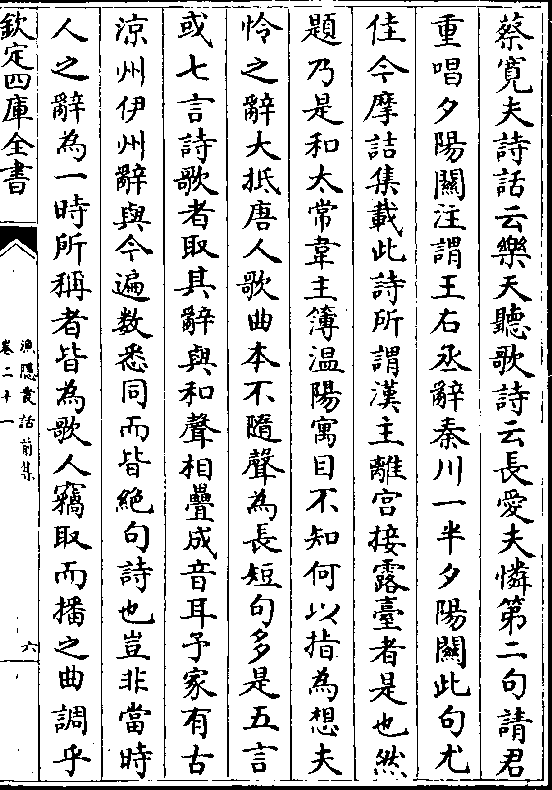 蔡寬夫詩話云樂天聽歌詩云長愛夫憐第二句請君
重唱夕陽關注謂王右丞辭秦川一半夕陽關此句尤
佳今摩詰集載此詩所謂漢主離宫接露臺者是也然
題乃是和太常韋主簿温陽寓目不知何以指為想夫
怜之辭大抵唐人歌曲本不隨聲為長短句多是五言
或七言詩歌者取其辭與和聲相疊成音耳予家有古
涼州伊州辭與今遍數悉同而皆絶句詩也豈非當時
人之辭為一時所稱者皆為歌人竊取而播之曲調乎
欽定四庫全書
漁隱叢話前集
卷二十一
六